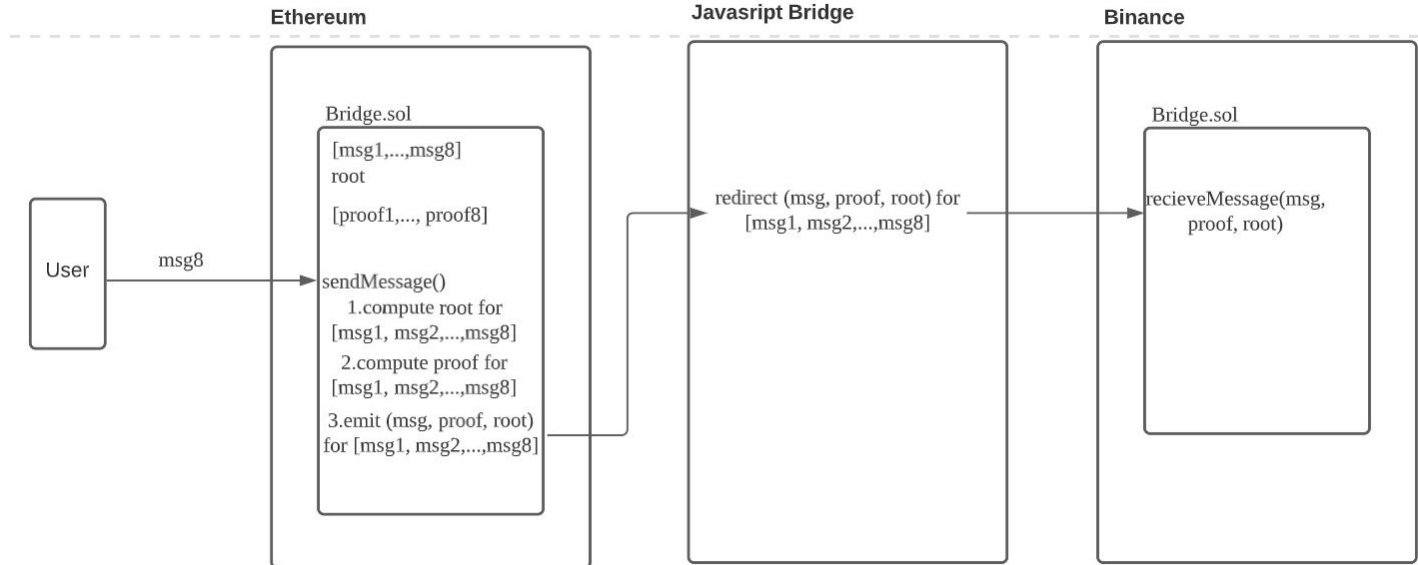 Ethereum
Javasript Bridge
Binance
User
msg8
Bridge.sol
[msg1,...,msg8]
root
[proof1,..., proof8]
sendMessage()
1.compute root for
[msg1, msg2,...,msg8]
2.compute proof for
[msg1, msg2,...,msg8]
3.emit (msg, proof, root)
for [msg1, msg2,...,msg8]
redirect (msg, proof, root) for
[msg1, msg2,...,msg8]
Bridge.sol
recieveMessage(msg,
proof, root)